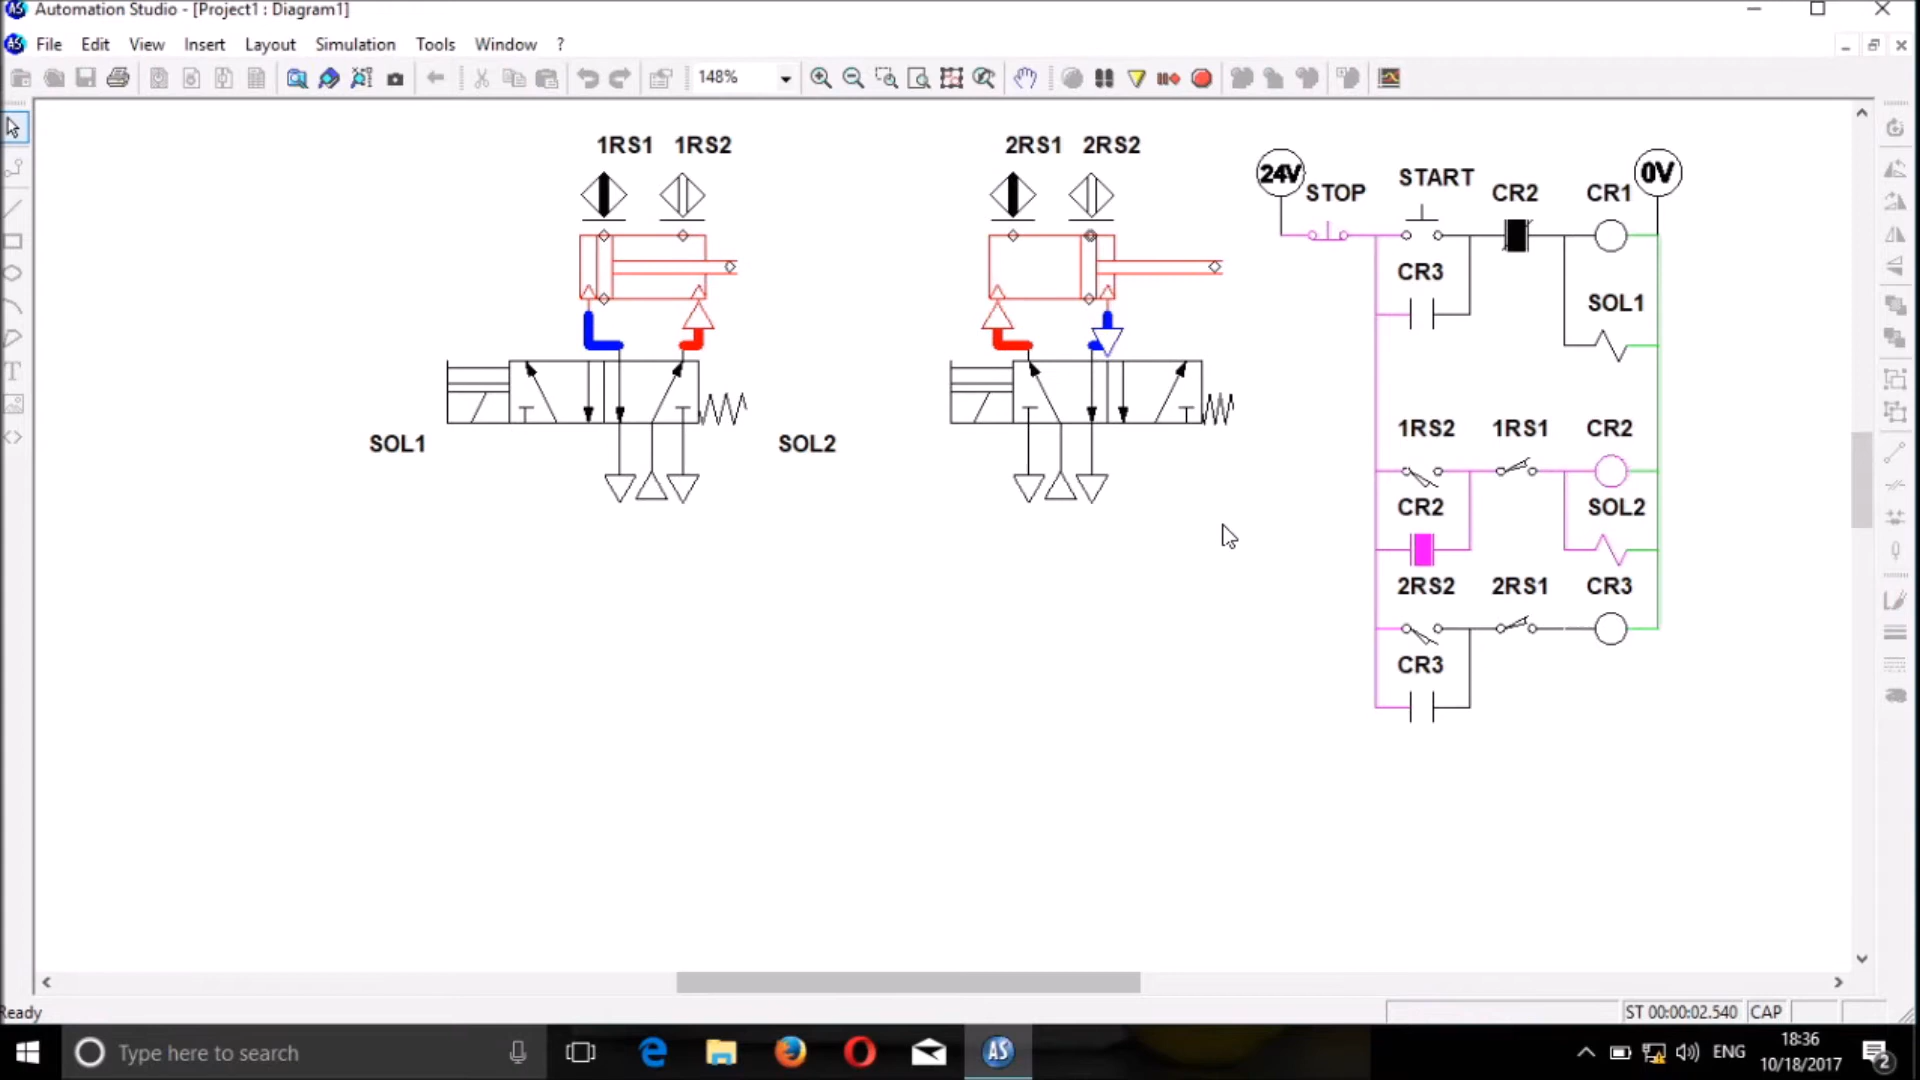 Automation Studio - [Project1 : Diagram1]
File Edit View Insert Layout Simulation Tools Window ?
148%
1RS1 1RS2
2RS1 2RS2
24V STOP START CR2 CR1 0V
CR3
SOL1
1RS2 1RS1 CR2
SOL1
SOL2
CR2 SOL2
2RS2 2RS1 CR3
CR3
Ready
ST 00:00:02.540 CAP
Type here to search
AS
ENG
18:36
10/18/2017
2